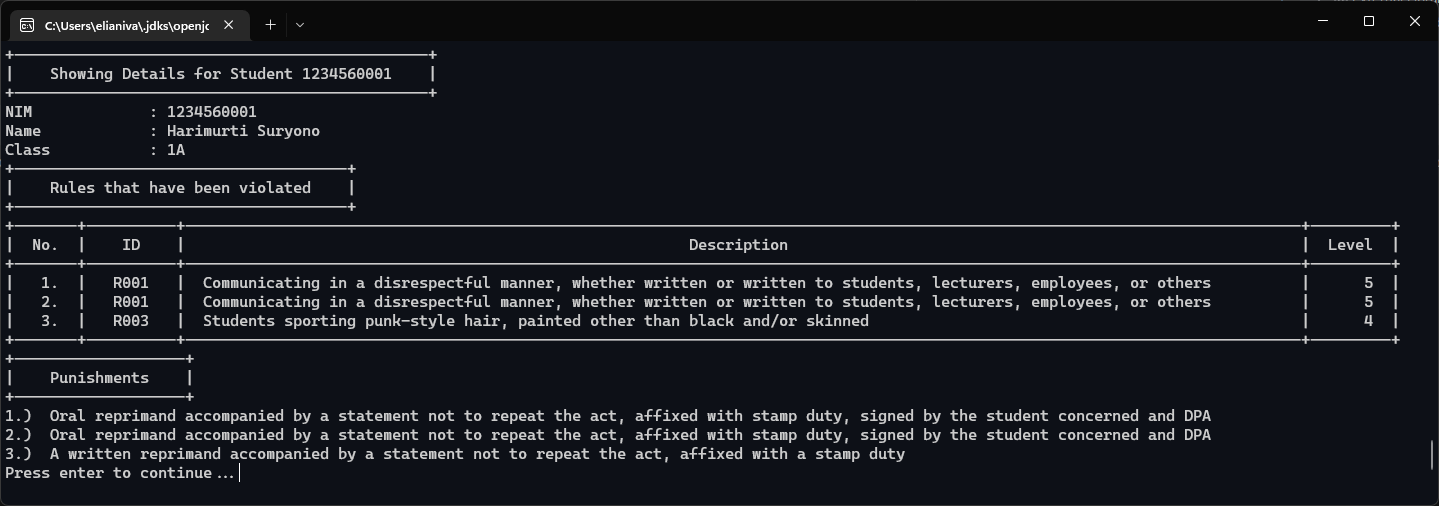 C:\Users\elianiva\.jdks\openjc
Showing Details for Student 1234560001
NIM : 1234560001
Name : Harimurti Suryono
Class : 1A
Rules that have been violated
No. | ID | Description | Level
1. | R001 | Communicating in a disrespectful manner, whether written or written to students, lecturers, employees, or others | 5
2. | R001 | Communicating in a disrespectful manner, whether written or written to students, lecturers, employees, or others | 5
3. | R003 | Students sporting punk-style hair, painted other than black and/or skinned | 4
Punishments
1.) Oral reprimand accompanied by a statement not to repeat the act, affixed with stamp duty, signed by the student concerned and DPA
2.) Oral reprimand accompanied by a statement not to repeat the act, affixed with stamp duty, signed by the student concerned and DPA
3.) A written reprimand accompanied by a statement not to repeat the act, affixed with a stamp duty
Press enter to continue...